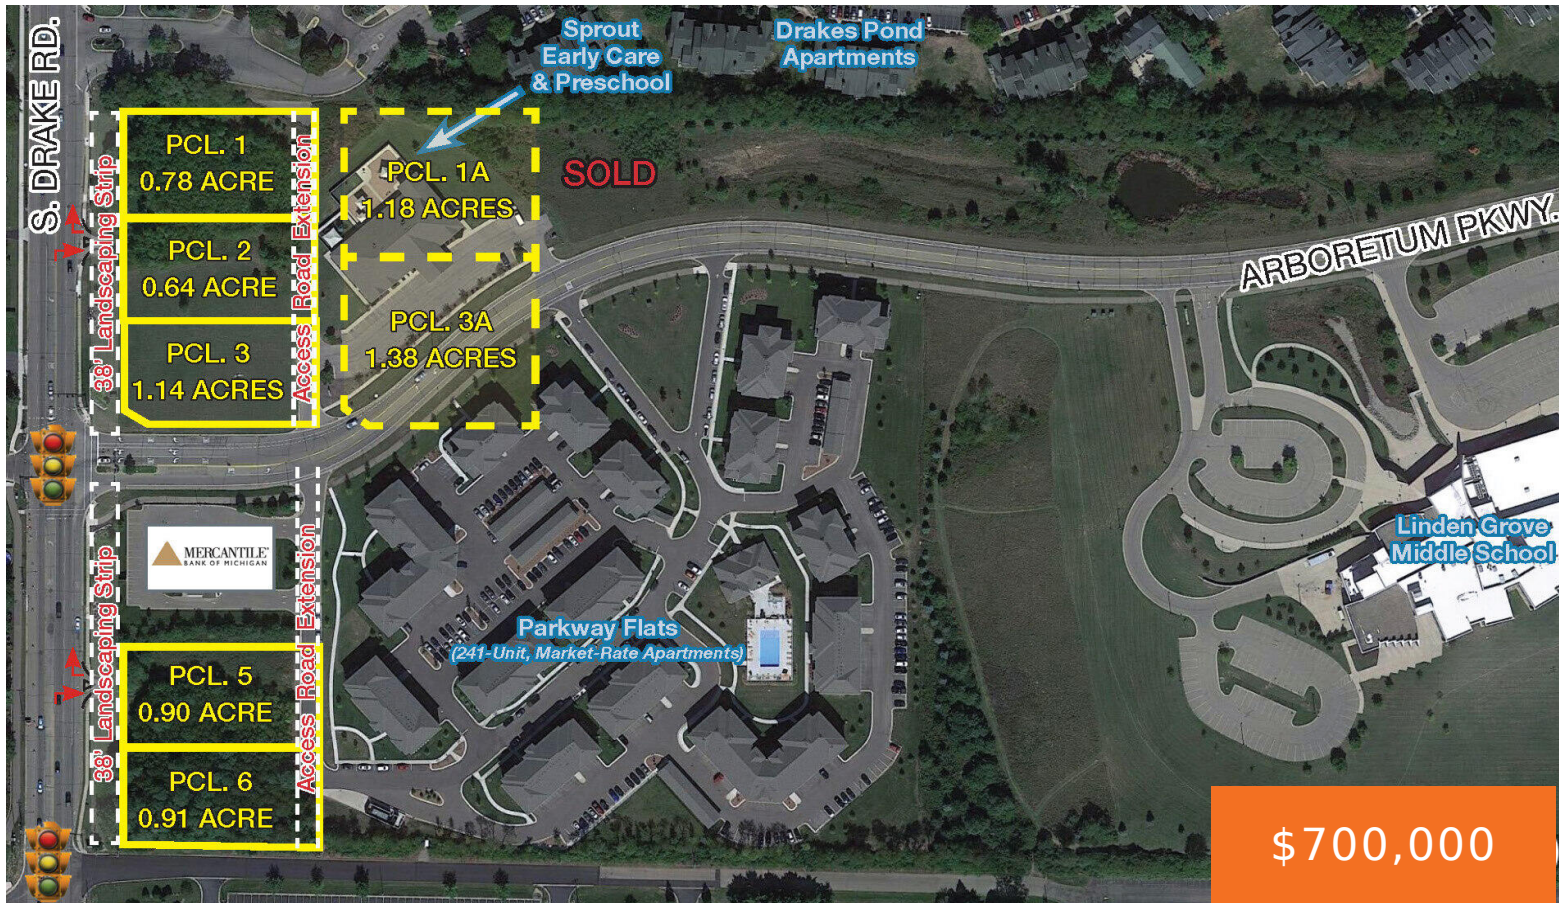 S. DRAKE RD.
Sprout
Early Care
& Preschool
Drakes Pond
Apartments
PCL. 1
0.78 ACRE
PCL. 2
0.64 ACRE
PCL. 3
1.14 ACRES
38' Landscaping Strip
Access Road Extension
PCL. 1A
1.18 ACRES
SOLD
PCL. 3A
1.38 ACRES
ARBORETUM PKWY.
MERCANTILE
BANK OF MICHIGAN
Linden Grove
Middle School
Parkway Flats
(241-Unit, Market-Rate Apartments)
38' Landscaping Strip
Access Road Extension
PCL. 5
0.90 ACRE
PCL. 6
0.91 ACRE
$700,000